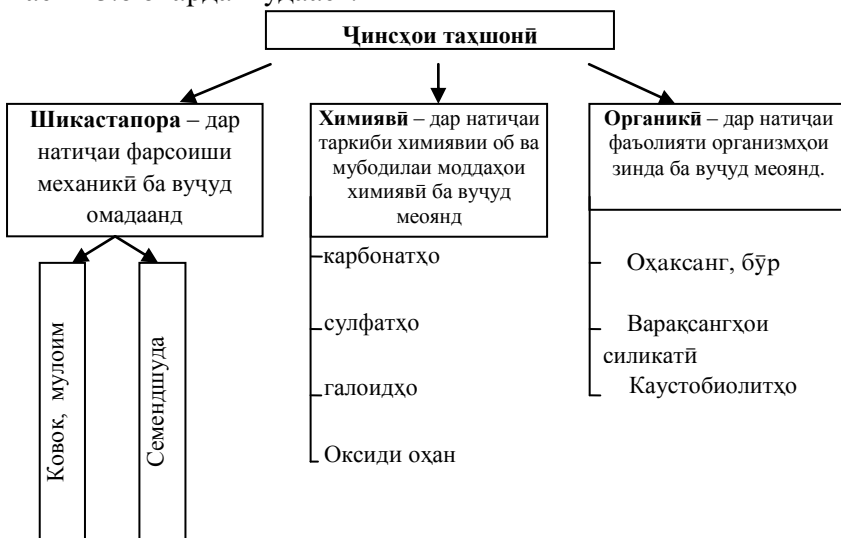 Ҷинсҳои таҳшонӣ
Шикастапора – дар
натиҷаи фарсоиши
механикӣ ба вуҷуд
омадаанд
Химиявӣ – дар натиҷаи
таркиби химиявии об ва
мубодилаи моддаҳои
химиявӣ ба вуҷуд
меоянд
Органикӣ – дар натиҷаи
фаъолияти организмҳои
зинда ба вуҷуд меоянд.
Ковок, мулоим
Семендшуда
карбонатҳо
сулфатҳо
галоидҳо
Оксиди оҳан
Оҳаксанг, бӯр
Варақсангҳои
силикатӣ
Каустобиолитҳо